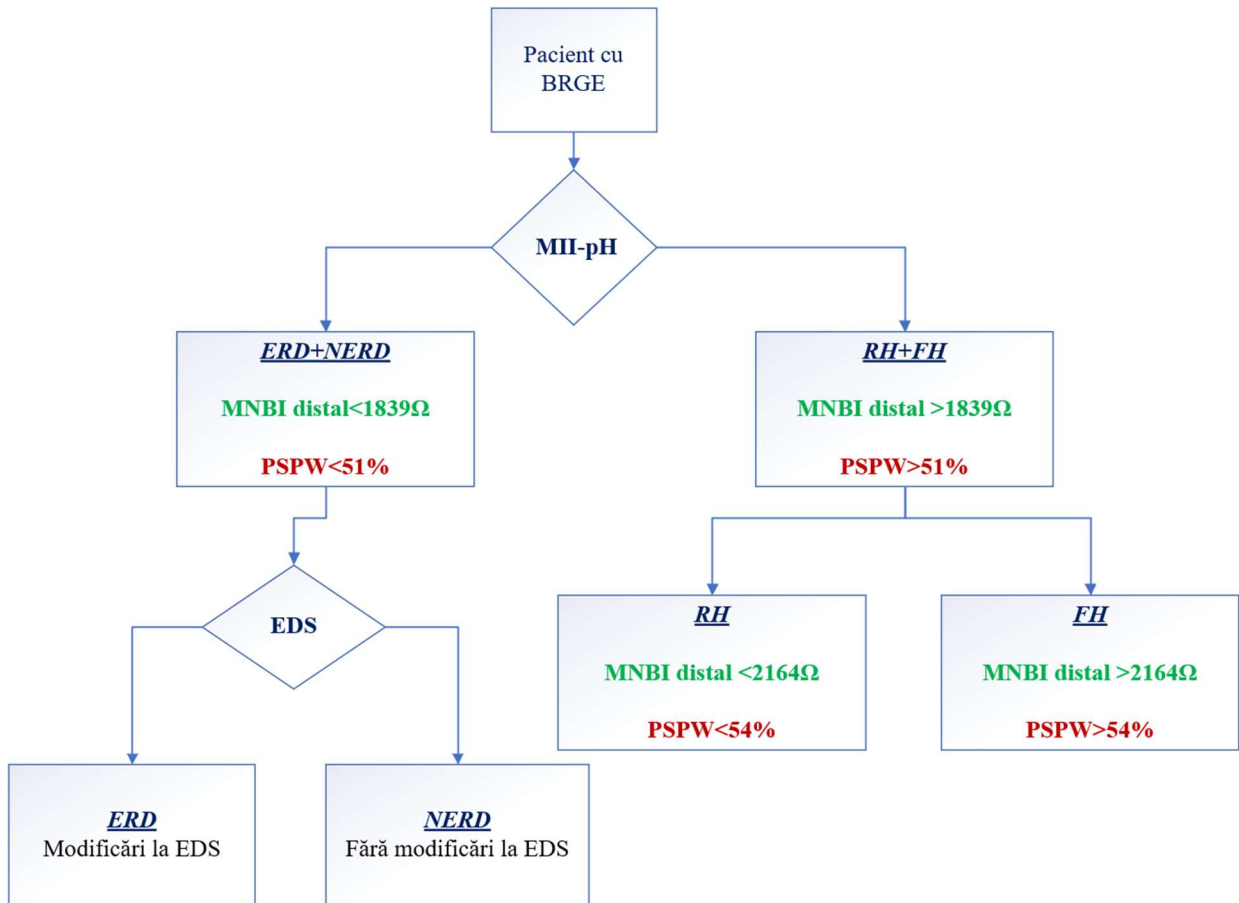 Pacient cu
BRGE
MII-pH
ERD+NERD
MNBI distal<1839Ω
PSPW<51%
RH+FH
MNBI distal >1839Ω
PSPW>51%
EDS
RH
MNBI distal <2164Ω
PSPW<54%
FH
MNBI distal >2164Ω
PSPW>54%
ERD
Modificări la EDS
NERD
Fără modificări la EDS